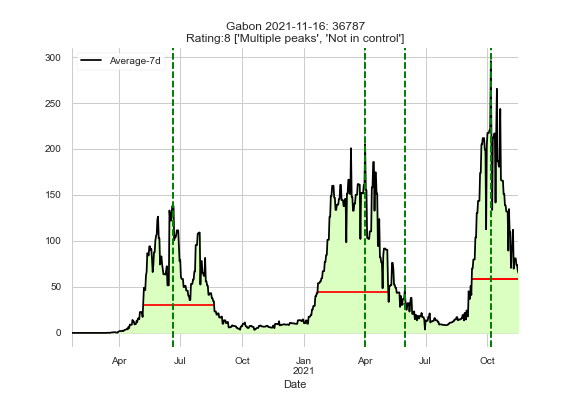 Gabon 2021-11-16: 36787
Rating:8 ['Multiple peaks', 'Not in control']
Average-7d
300
250
200
150
100
50
0
Apr Jul Oct Jan Apr Jul Oct
2021
Date